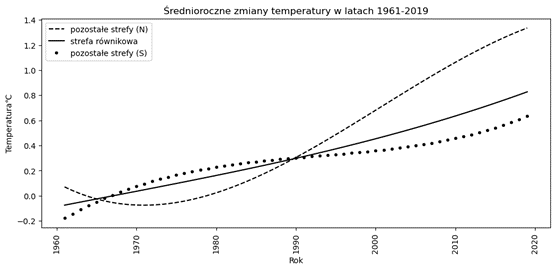 Średnioroczne zmiany temperatury w latach 1961-2019
pozostałe strefy (N)
strefa równikowa
pozostałe strefy (S)
Temperatura℃
1.4
1.2
1.0
0.8
0.6
0.4
0.2
0.0
−0.2
1960
1970
1980
1990
2000
2010
2020
Rok